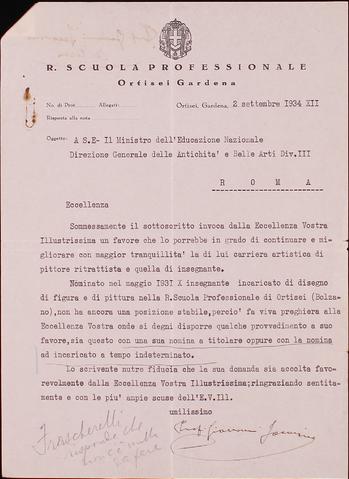 R. SCUOLA PROFESSIONALE
Ortisei Gardena
No. di Prot. Allegati: Ortisei, Gardena, 2 settembre 1934 XII
Risposta alla nota
Oggetto: A S.E- Il Ministro dell'Educazione Nazionale
Direzione Generale delle Antichita' e Belle Arti Div.III
R O M A
Eccellenza
Sommessamente il sottoscritto invoca dalla Eccellenza Vostra
Illustrissima un favore che lo porrebbe in grado di continuare e mi-
gliorare con maggior tranquillita' la di lui carriera artistica di
pittore ritrattista e quella di insegnante.
Nominato nel maggio 193I X insegnante incaricato di disegno
di figura e di pittura nella R.Scuola Professionale di Ortisei (Bolza-
no),non ha ancora una posizione stabile,percio' fa viva preghiera alla
Eccellenza Vostra onde si degni disporre qualche provvedimento a suo
favore,sia questo con una sua nomina a titolare oppure con la nomina
ad incaricato a tempo indeterminato.
Lo scrivente nutre fiducia che la sua domanda sia accolta favo-
revolmente dalla Eccellenza Vostra Illustrissima;ringraziando sentita-
mente e con le piu' ampie scuse dell'E.V.Ill.
umilissimo
Prof. Giovanni
Fraschetelli che
risponde